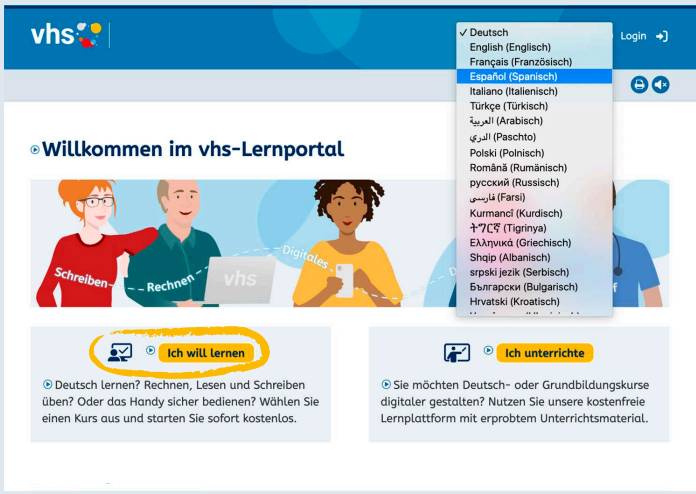 vhs
✓ Deutsch
English (Englisch)
Français (Französisch)
Español (Spanisch)
Italiano (Italienisch)
Türkçe (Türkisch)
العربية (Arabisch)
الدري (Paschto)
Polski (Polnisch)
Română (Rumänisch)
русский (Russisch)
فارسی (Farsi)
Kurmancî (Kurdisch)
ትግርኛ (Tigrinya)
Ελληνικά (Griechisch)
Shqip (Albanisch)
srpski jezik (Serbisch)
Български (Bulgarisch)
Hrvatski (Kroatisch)
Login
Willkommen im vhs-Lernportal
Schreiben
Rechnen
vhs
Digitales
Ich will lernen
Deutsch lernen? Rechnen, Lesen und Schreiben
üben? Oder das Handy sicher bedienen? Wählen Sie
einen Kurs aus und starten Sie sofort kostenlos.
Ich unterrichte
Sie möchten Deutsch- oder Grundbildungskurse
digitaler gestalten? Nutzen Sie unsere kostenfreie
Lernplattform mit erprobtem Unterrichtsmaterial.